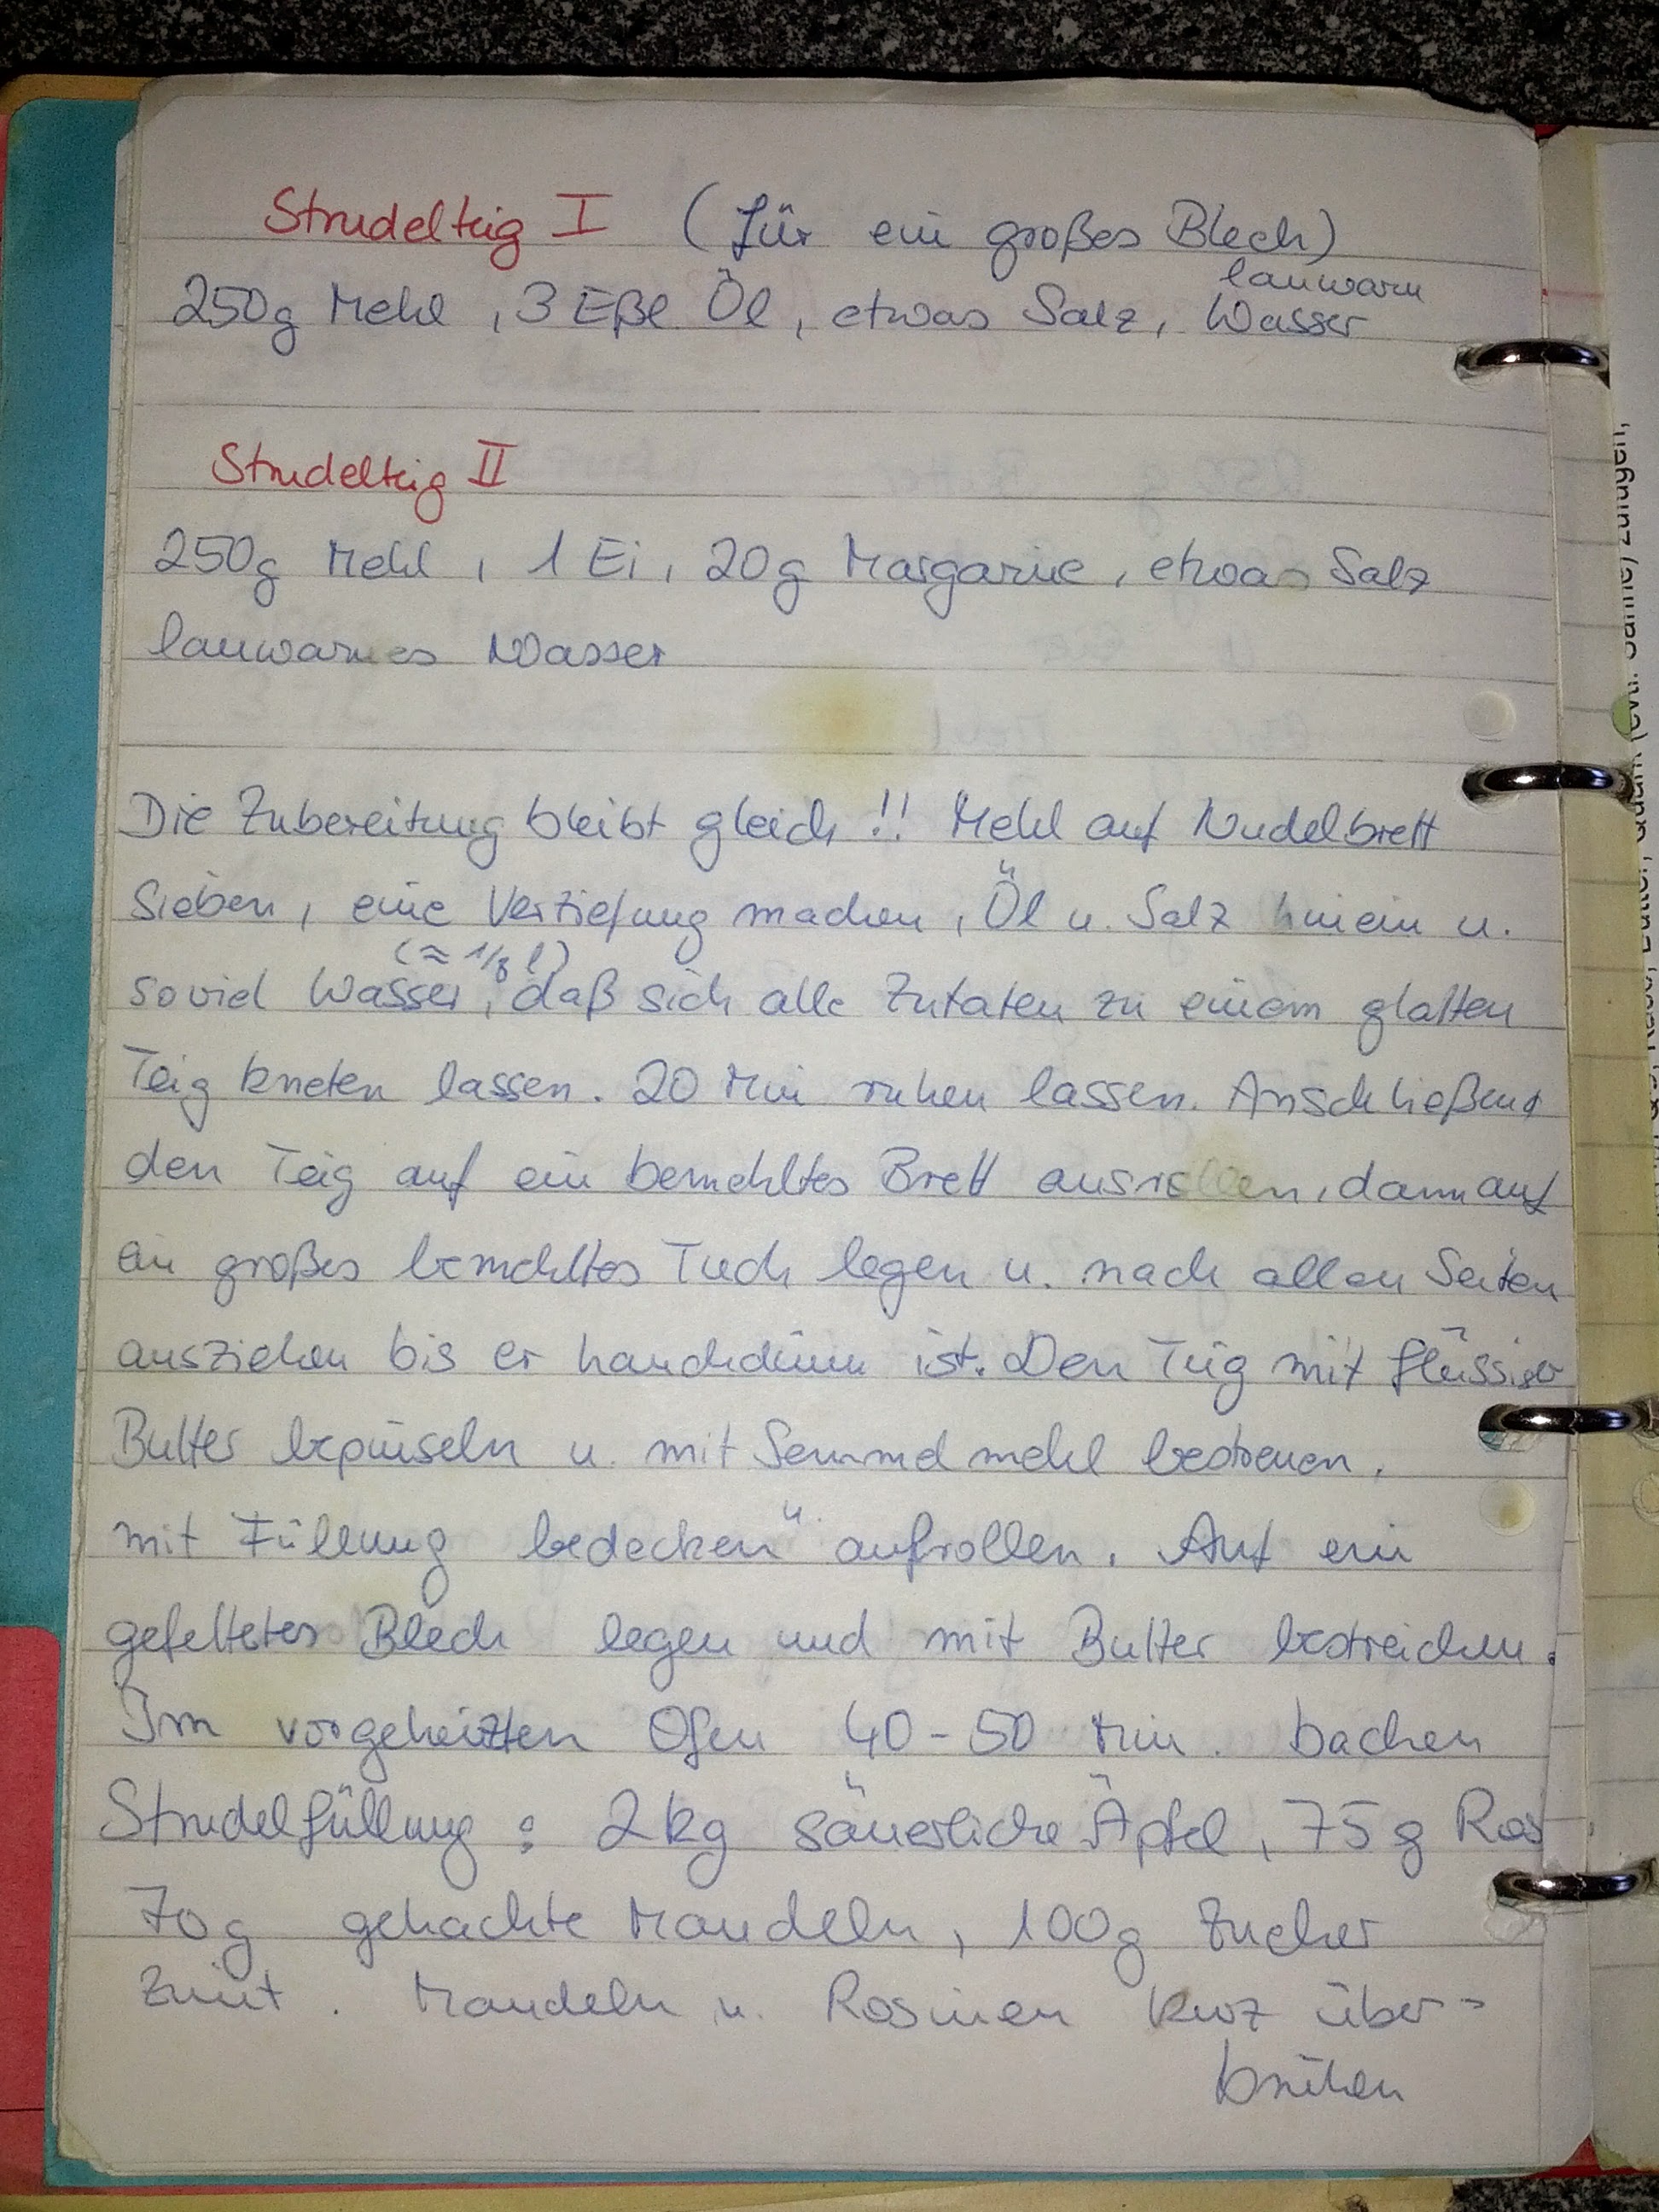 Strudelteig I (für ein großes Blech)
lauwarm
250g Mehl, 3 Eßl Öl, etwas Salz, Wasser
Strudelteig II
250g Mehl, 1 Ei, 20g Margarine, etwas Salz
lauwarmes Wasser
Die Zubereitung bleibt gleich!! Mehl auf Nudelbrett
sieben, eine Vertiefung machen, Öl u. Salz hinein u.
(≈ 1/8 l)
soviel Wasser, daß sich alle Zutaten zu einem glatten
Teig kneten lassen. 20 Min ruhen lassen. Anschließend
den Teig auf ein bemehltes Brett ausrollen, dann auf
ein großes bemehltes Tuch legen u. nach allen Seiten
ausziehen bis er hauchdünn ist. Den Teig mit flüssiger
Butter bepinseln u. mit Semmelmehl bestreuen.
mit Füllung bedecken u. aufrollen. Auf ein
gefettetes Blech legen und mit Butter bestreichen.
Im vorgeheizten Ofen 40-50 Min. backen
Strudelfüllung: 2kg säuerliche Äpfel, 75g Ros
70g gehackte Mandeln, 100g Zucker
Zimt. Mandeln u. Rosinen kurz über-
brühen
zufügen,